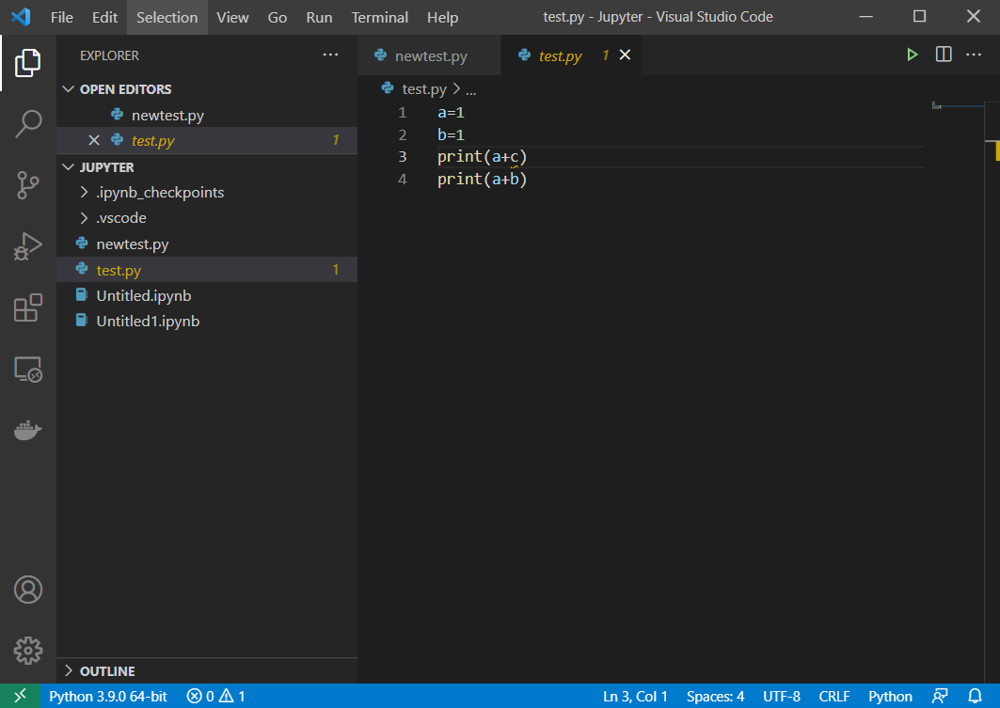 File Edit Selection View Go Run Terminal Help test.py - Jupyter - Visual Studio Code
EXPLORER
OPEN EDITORS
newtest.py
test.py 1
JUPYTER
.ipynb_checkpoints
.vscode
newtest.py
test.py 1
Untitled.ipynb
Untitled1.ipynb
OUTLINE
newtest.py test.py 1
test.py > ...
1 a=1
2 b=1
3 print(a+c)
4 print(a+b)
Python 3.9.0 64-bit 0 1 Ln 3, Col 1 Spaces: 4 UTF-8 CRLF Python